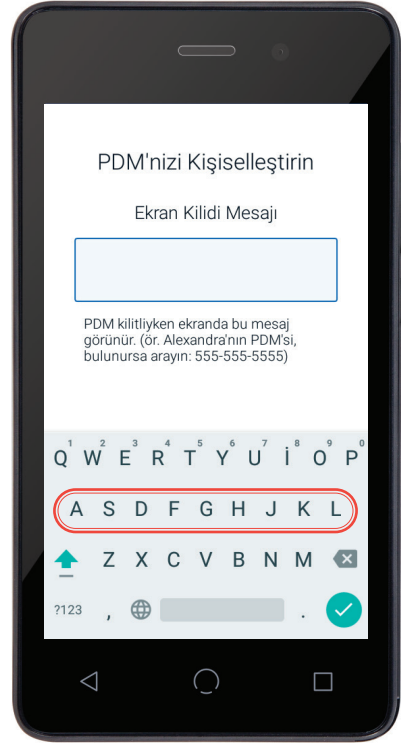 PDM'nizi Kişiselleştirin
Ekran Kilidi Mesajı
PDM kilitliyken ekranda bu mesaj
görünür. (ör. Alexandra'nın PDM'si,
bulunursa arayın: 555-555-5555)
1 2 3 4 5 6 7 8 9 0
Q W E R T Y U İ O P
A S D F G H J K L
Z X C V B N M
?123 , .